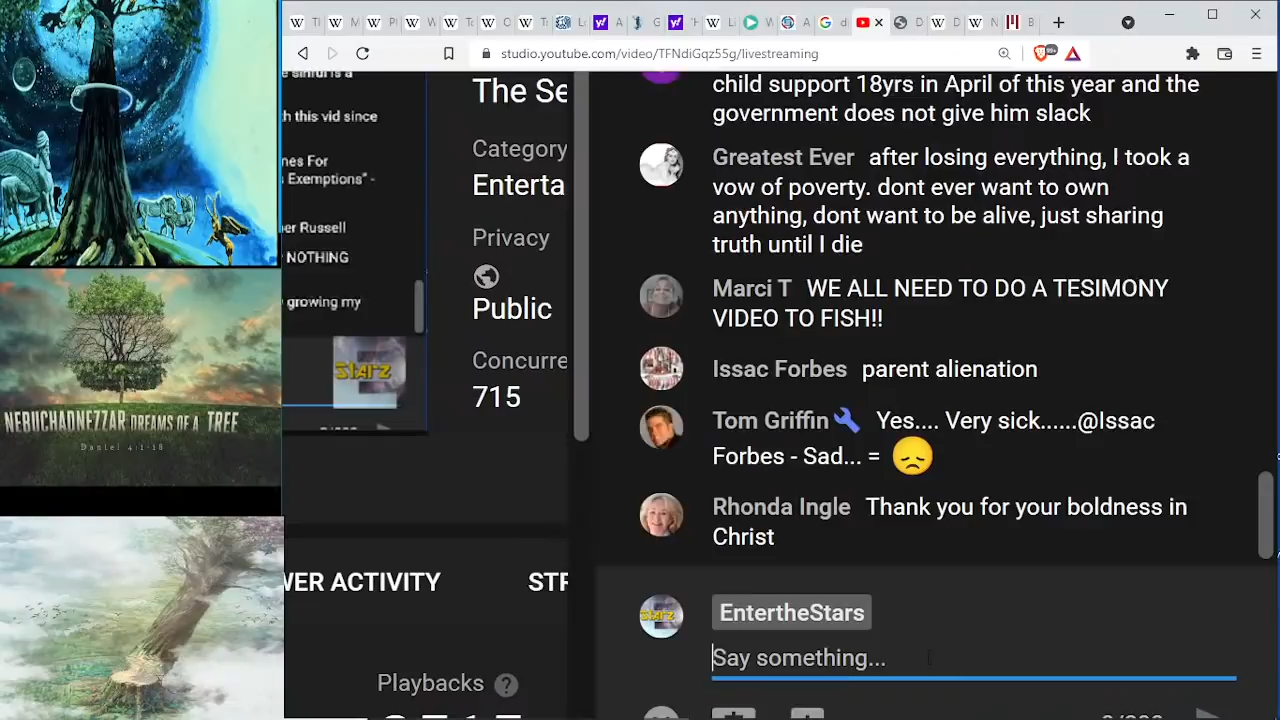 studio.youtube.com/video/TFNdiGqz55g/livestreaming
e sinful is a
h this vid since
nes For
Exemptions" -
er Russell
NOTHING
growing my
Starz
The Se
Category
Enterta
Privacy
Public
Concurre
715
WER ACTIVITY
STR
Playbacks ?
NEBUCHADNEZZAR DREAMS OF A TREE
Daniel 4:1-18
child support 18yrs in April of this year and the
government does not give him slack
Greatest Ever after losing everything, I took a
vow of poverty. dont ever want to own
anything, dont want to be alive, just sharing
truth until I die
Marci T WE ALL NEED TO DO A TESIMONY
VIDEO TO FISH!!
Issac Forbes parent alienation
Tom Griffin Yes.... Very sick......@Issac
Forbes - Sad... =
Rhonda Ingle Thank you for your boldness in
Christ
EntertheStars
Say something...